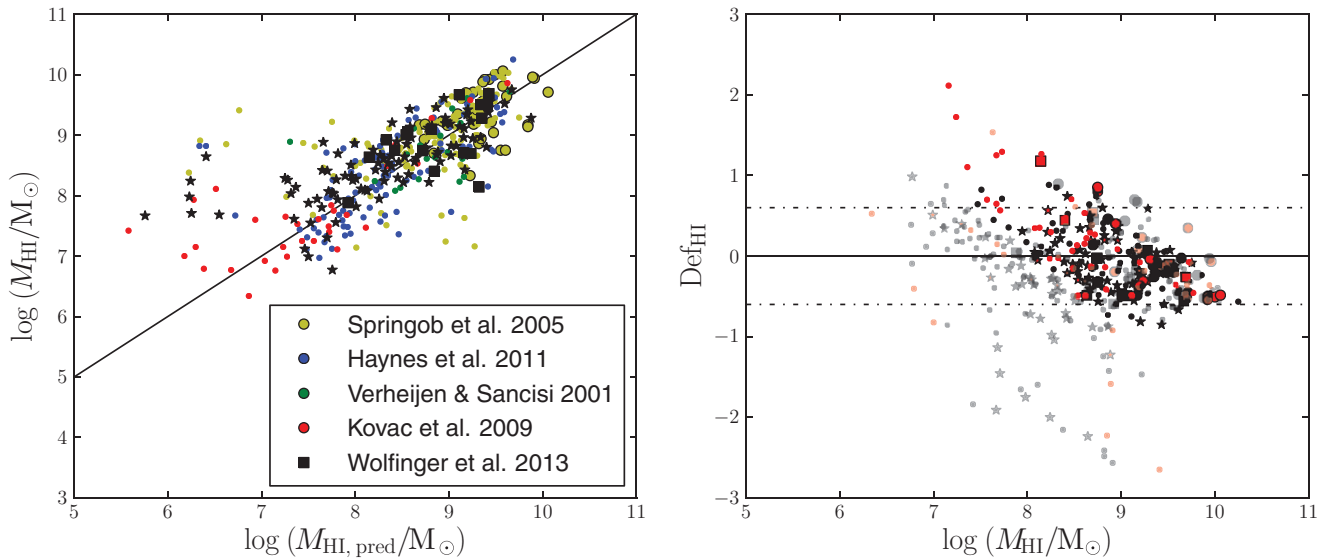 11
10
9
8
7
6
5
4
3
5 6 7 8 9 10 11
log (M_HI/M_⊙)
log (M_HI, pred/M_⊙)
Springob et al. 2005
Haynes et al. 2011
Verheijen & Sancisi 2001
Kovac et al. 2009
Wolfinger et al. 2013
3
2
1
0
−1
−2
−3
5 6 7 8 9 10 11
Def_HI
log (M_HI/M_⊙)